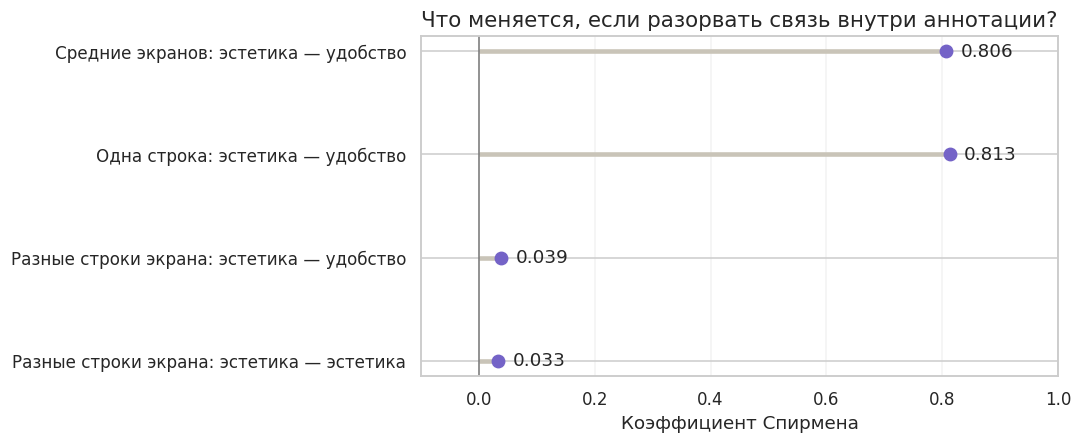 Что меняется, если разорвать связь внутри аннотации?
Средние экранов: эстетика — удобство
0.806
Одна строка: эстетика — удобство
0.813
Разные строки экрана: эстетика — удобство
0.039
Разные строки экрана: эстетика — эстетика
0.033
0.0 0.2 0.4 0.6 0.8 1.0
Коэффициент Спирмена